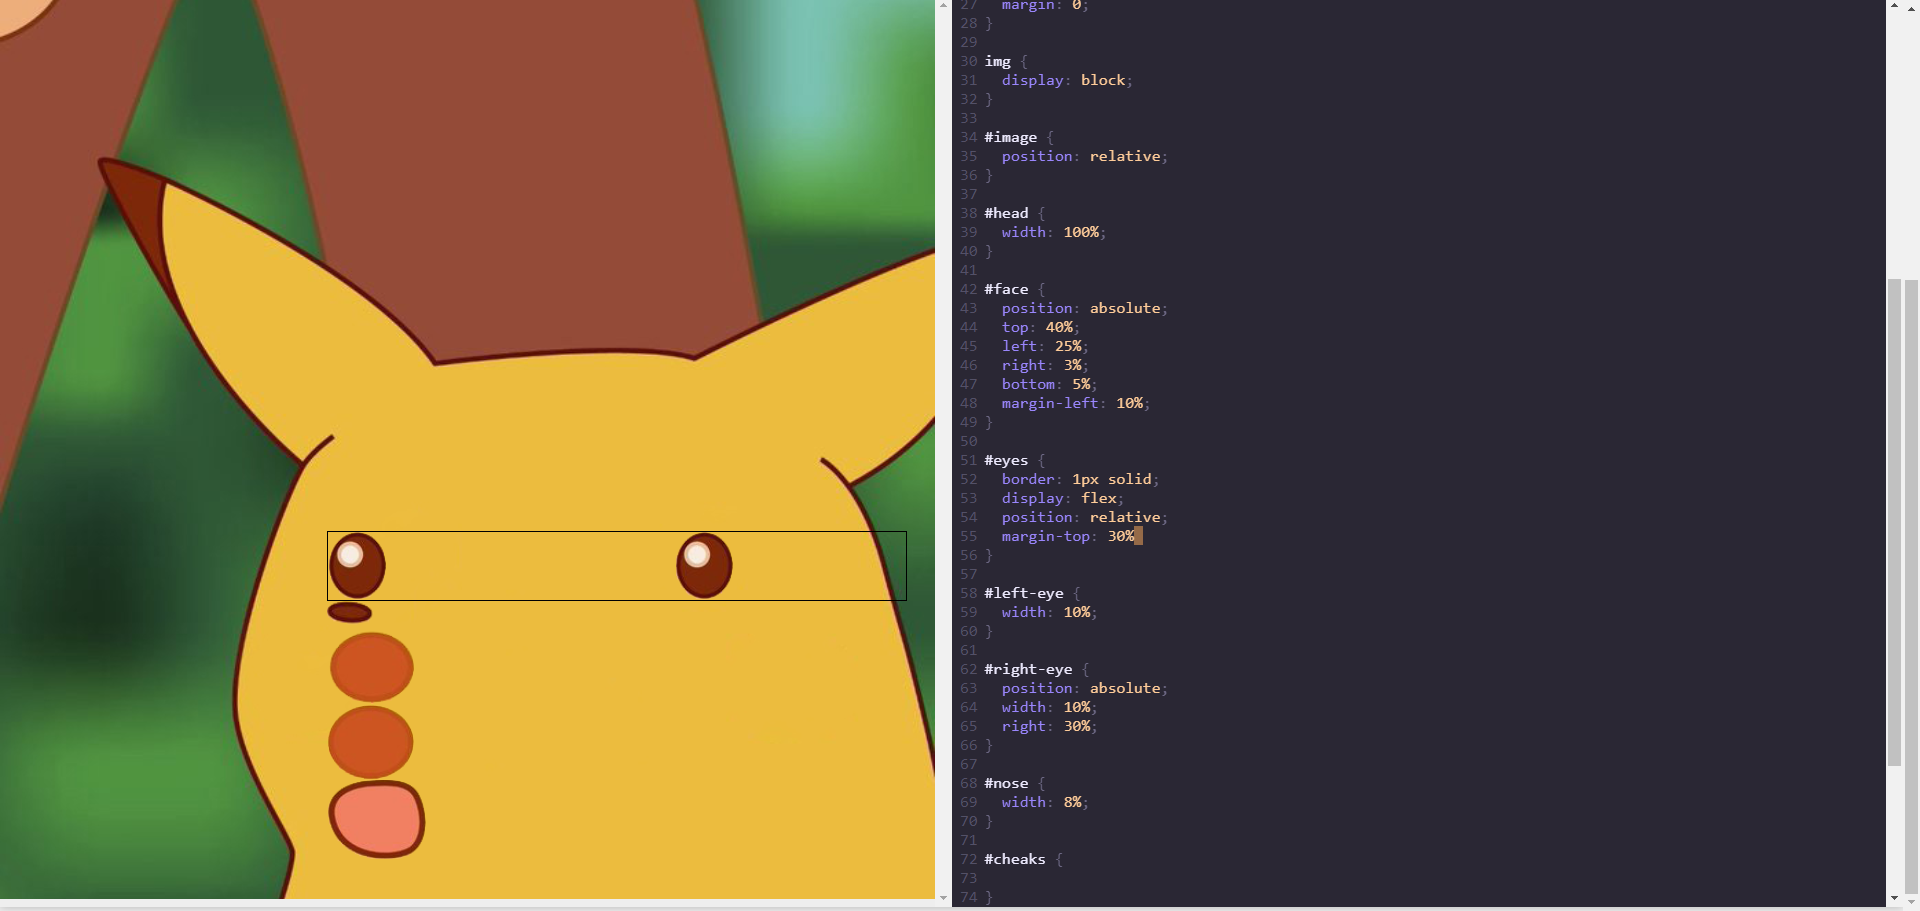 27 margin: 0;
28 }
29
30 img {
31 display: block;
32 }
33
34 #image {
35 position: relative;
36 }
37
38 #head {
39 width: 100%;
40 }
41
42 #face {
43 position: absolute;
44 top: 40%;
45 left: 25%;
46 right: 3%;
47 bottom: 5%;
48 margin-left: 10%;
49 }
50
51 #eyes {
52 border: 1px solid;
53 display: flex;
54 position: relative;
55 margin-top: 30%
56 }
57
58 #left-eye {
59 width: 10%;
60 }
61
62 #right-eye {
63 position: absolute;
64 width: 10%;
65 right: 30%;
66 }
67
68 #nose {
69 width: 8%;
70 }
71
72 #cheaks {
73
74 }